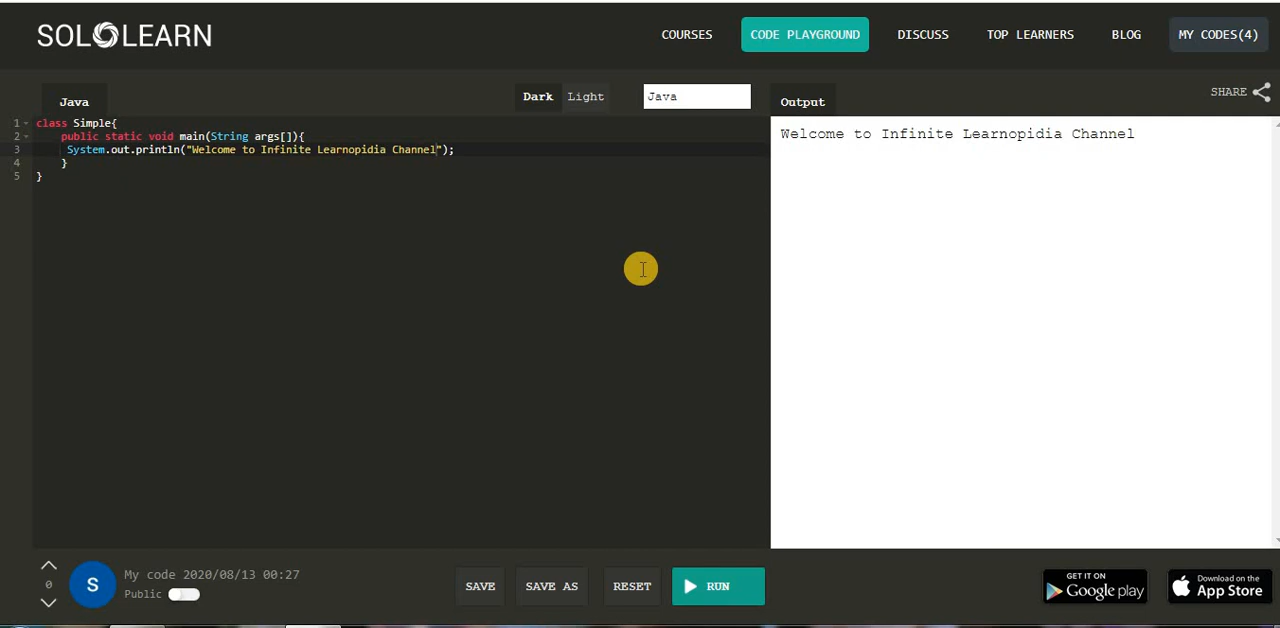 SOLOLEARN
COURSES
CODE PLAYGROUND
DISCUSS
TOP LEARNERS
BLOG
MY CODES(4)
Java
Dark
Light
Java
Output
SHARE
1 class Simple{
2 public static void main(String args[]){
3 System.out.println("Welcome to Infinite Learnopidia Channel");
4 }
5 }
Welcome to Infinite Learnopidia Channel
0
S
My code 2020/08/13 00:27
Public
SAVE
SAVE AS
RESET
RUN
GET IT ON
Google play
Download on the
App Store